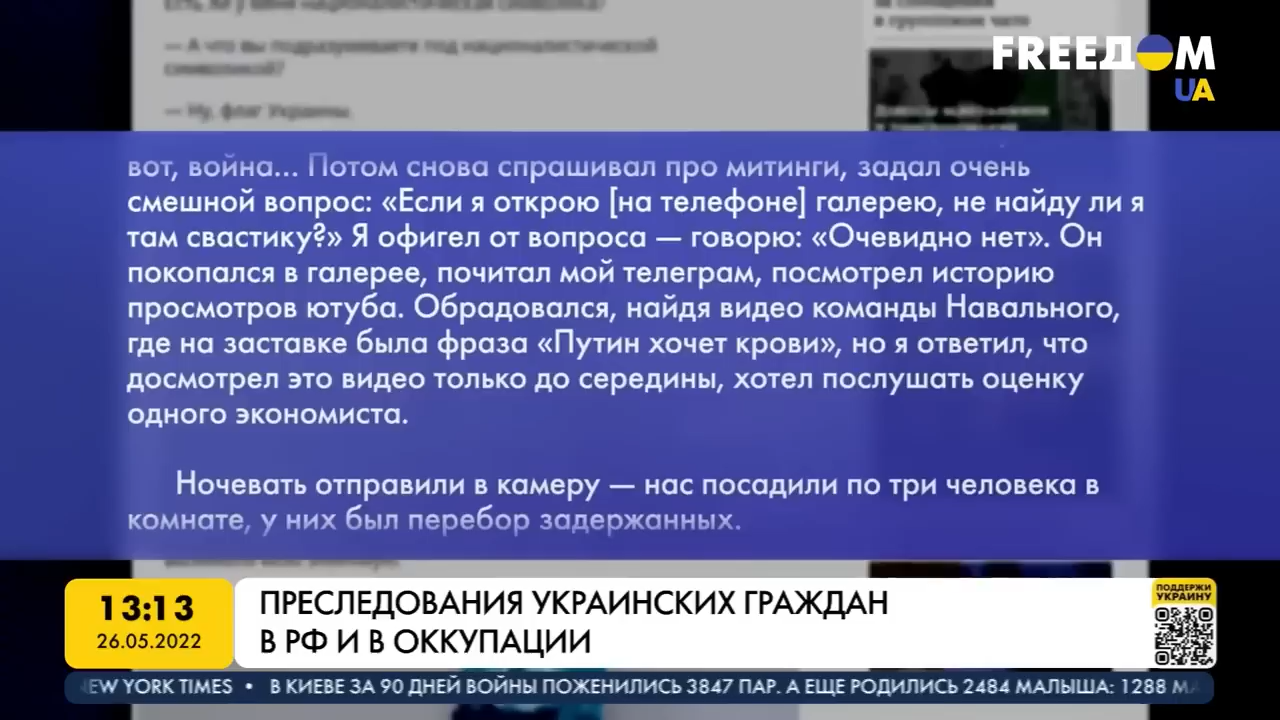 — А что вы подразумеваете под националистической
символикой?
— Ну, флаг Украины.
в групповом чате
FREEДOM
UA
вот, война... Потом снова спрашивал про митинги, задал очень
смешной вопрос: «Если я открою [на телефоне] галерею, не найду ли я
там свастику?» Я офигел от вопроса — говорю: «Очевидно нет». Он
покопался в галерее, почитал мой телеграм, посмотрел историю
просмотров ютуба. Обрадовался, найдя видео команды Навального,
где на заставке была фраза «Путин хочет крови», но я ответил, что
досмотрел это видео только до середины, хотел послушать оценку
одного экономиста.
Ночевать отправили в камеру — нас посадили по три человека в
комнате, у них был перебор задержанных.
13:13
26.05.2022
ПРЕСЛЕДОВАНИЯ УКРАИНСКИХ ГРАЖДАН
В РФ И В ОККУПАЦИИ
ПОДДЕРЖИ
УКРАИНУ
NEW YORK TIMES • В КИЕВЕ ЗА 90 ДНЕЙ ВОЙНЫ ПОЖЕНИЛИСЬ 3847 ПАР. А ЕЩЕ РОДИЛИСЬ 2484 МАЛЫША: 1288